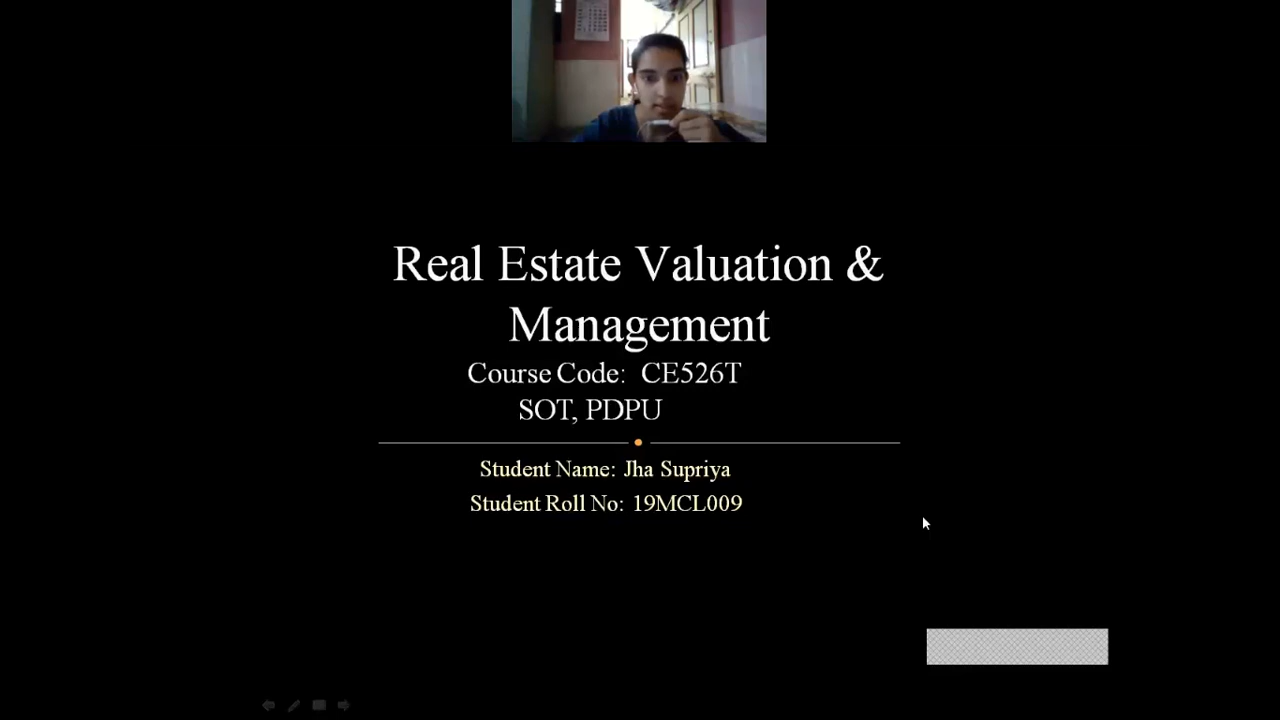 Real Estate Valuation &
Management
Course Code: CE526T
SOT, PDPU
Student Name: Jha Supriya
Student Roll No: 19MCL009